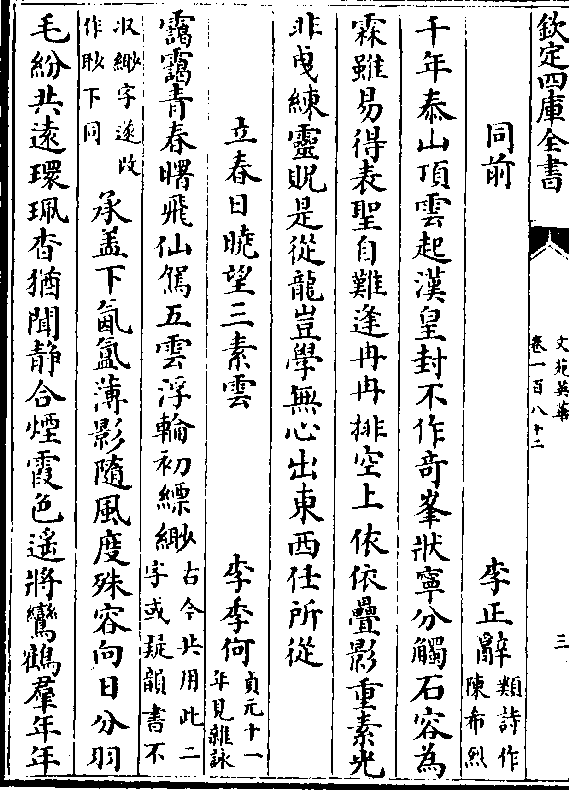 欽定四庫全書
文苑英華
卷一百八十二
三
同前
李正辭
類詩作
陳希烈
千年泰山頂雲起漢皇封不作奇峯狀寧分觸石容為
霖雖易得表聖自難逢冉冉排空上依依疊影重素光
非曳練靈貺是從龍豈學無心出東西任所從
立春日曉望三素雲
李季何
貞元十一
年見雜詠
靄靄青春曙飛仙駕五雲浮輪初縹緲
古今共用此二
字或疑韻書不
収緲字遂改
作眇下同
承盖下氤氳薄影隨風度殊容向日分羽
毛紛共遠環珮杳猶聞静合煙霞色遙將鸞鶴羣年年